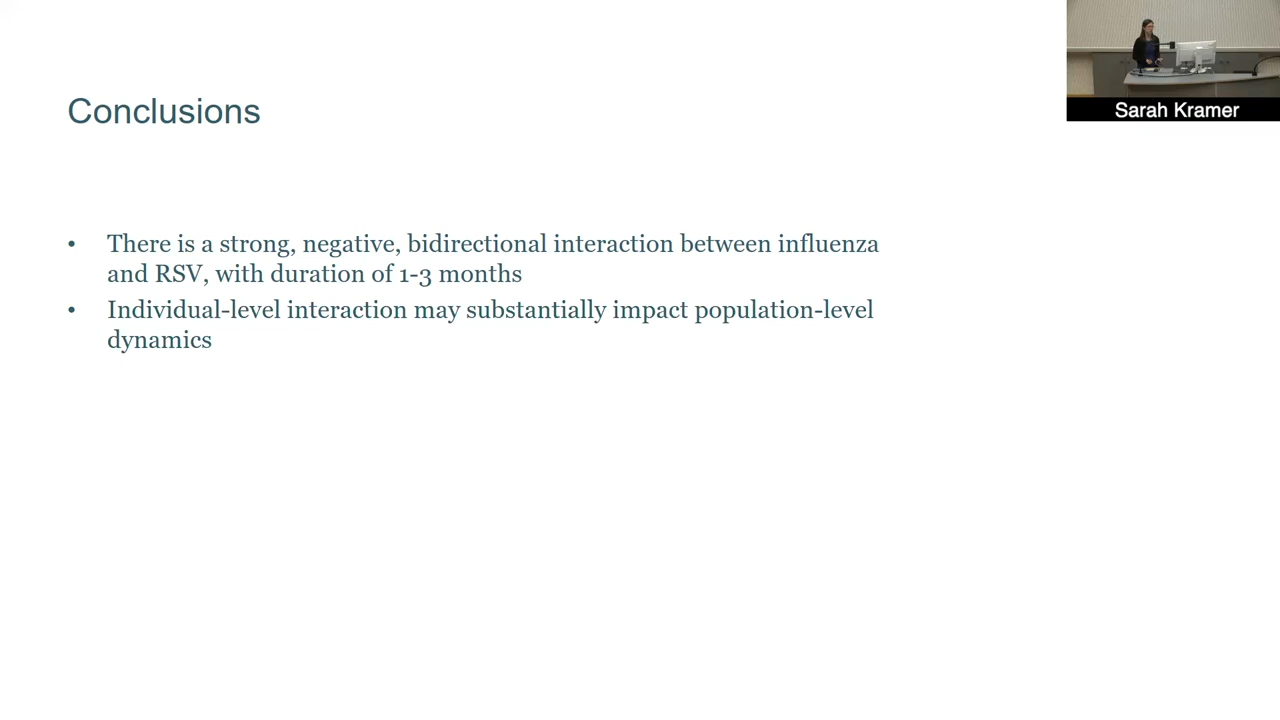 Conclusions
Sarah Kramer
• There is a strong, negative, bidirectional interaction between influenza
and RSV, with duration of 1-3 months
• Individual-level interaction may substantially impact population-level
dynamics